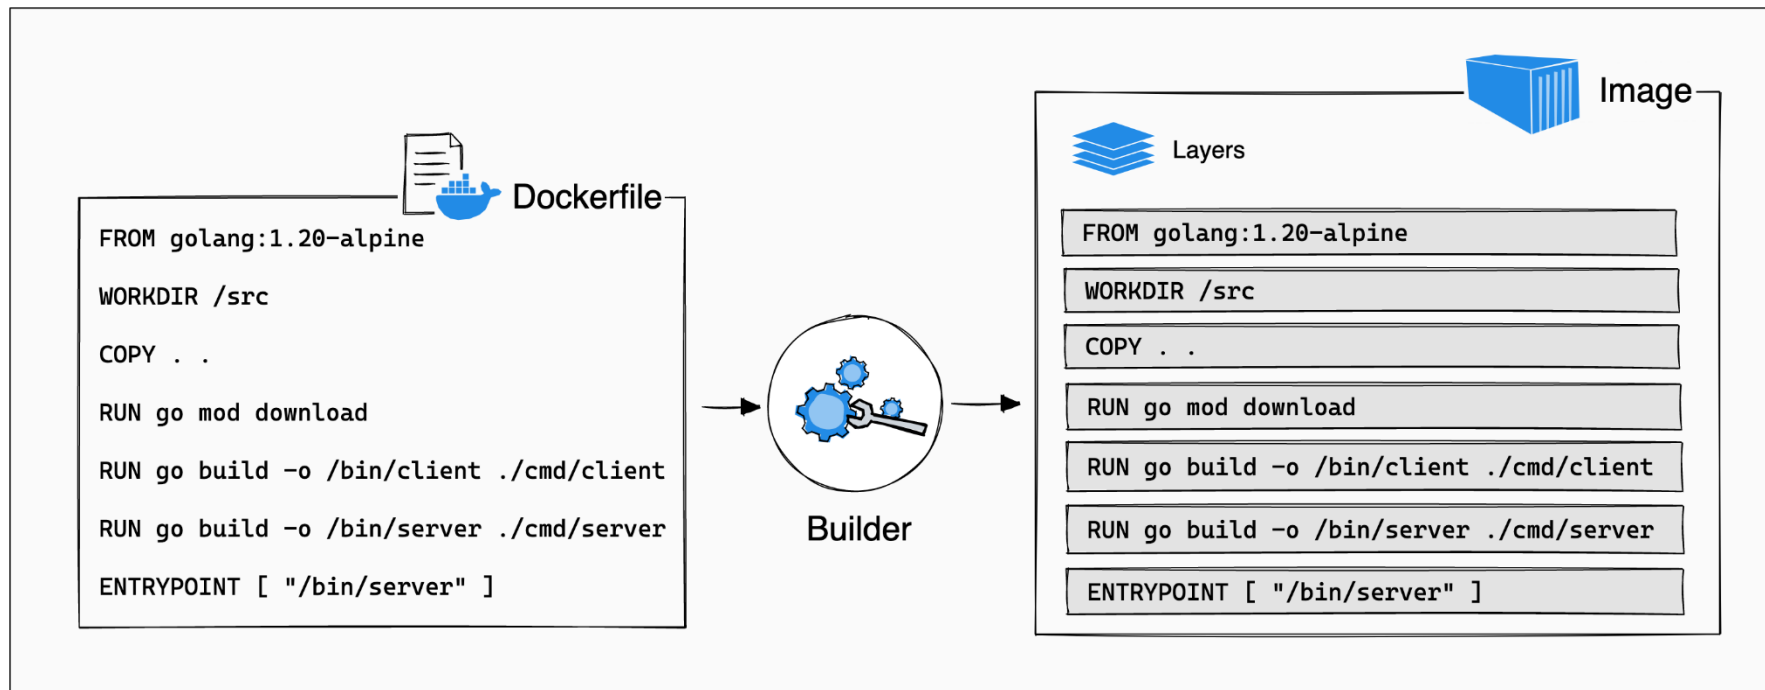 Dockerfile
FROM golang:1.20-alpine
WORKDIR /src
COPY . .
RUN go mod download
RUN go build -o /bin/client ./cmd/client
RUN go build -o /bin/server ./cmd/server
ENTRYPOINT [ "/bin/server" ]
Builder
Image
Layers
FROM golang:1.20-alpine
WORKDIR /src
COPY . .
RUN go mod download
RUN go build -o /bin/client ./cmd/client
RUN go build -o /bin/server ./cmd/server
ENTRYPOINT [ "/bin/server" ]